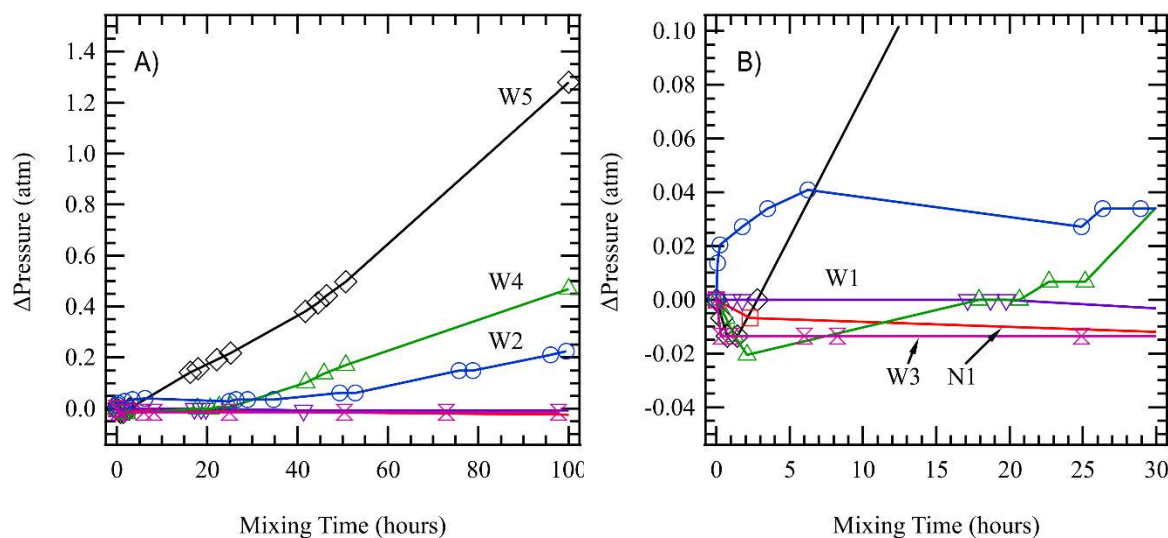 A)
1.4
1.2
1.0
0.8
0.6
0.4
0.2
0.0
ΔPressure (atm)
W5
W4
W2
0 20 40 60 80 100
Mixing Time (hours)
B)
0.10
0.08
0.06
0.04
0.02
0.00
-0.02
-0.04
ΔPressure (atm)
W1
W3 N1
0 5 10 15 20 25 30
Mixing Time (hours)